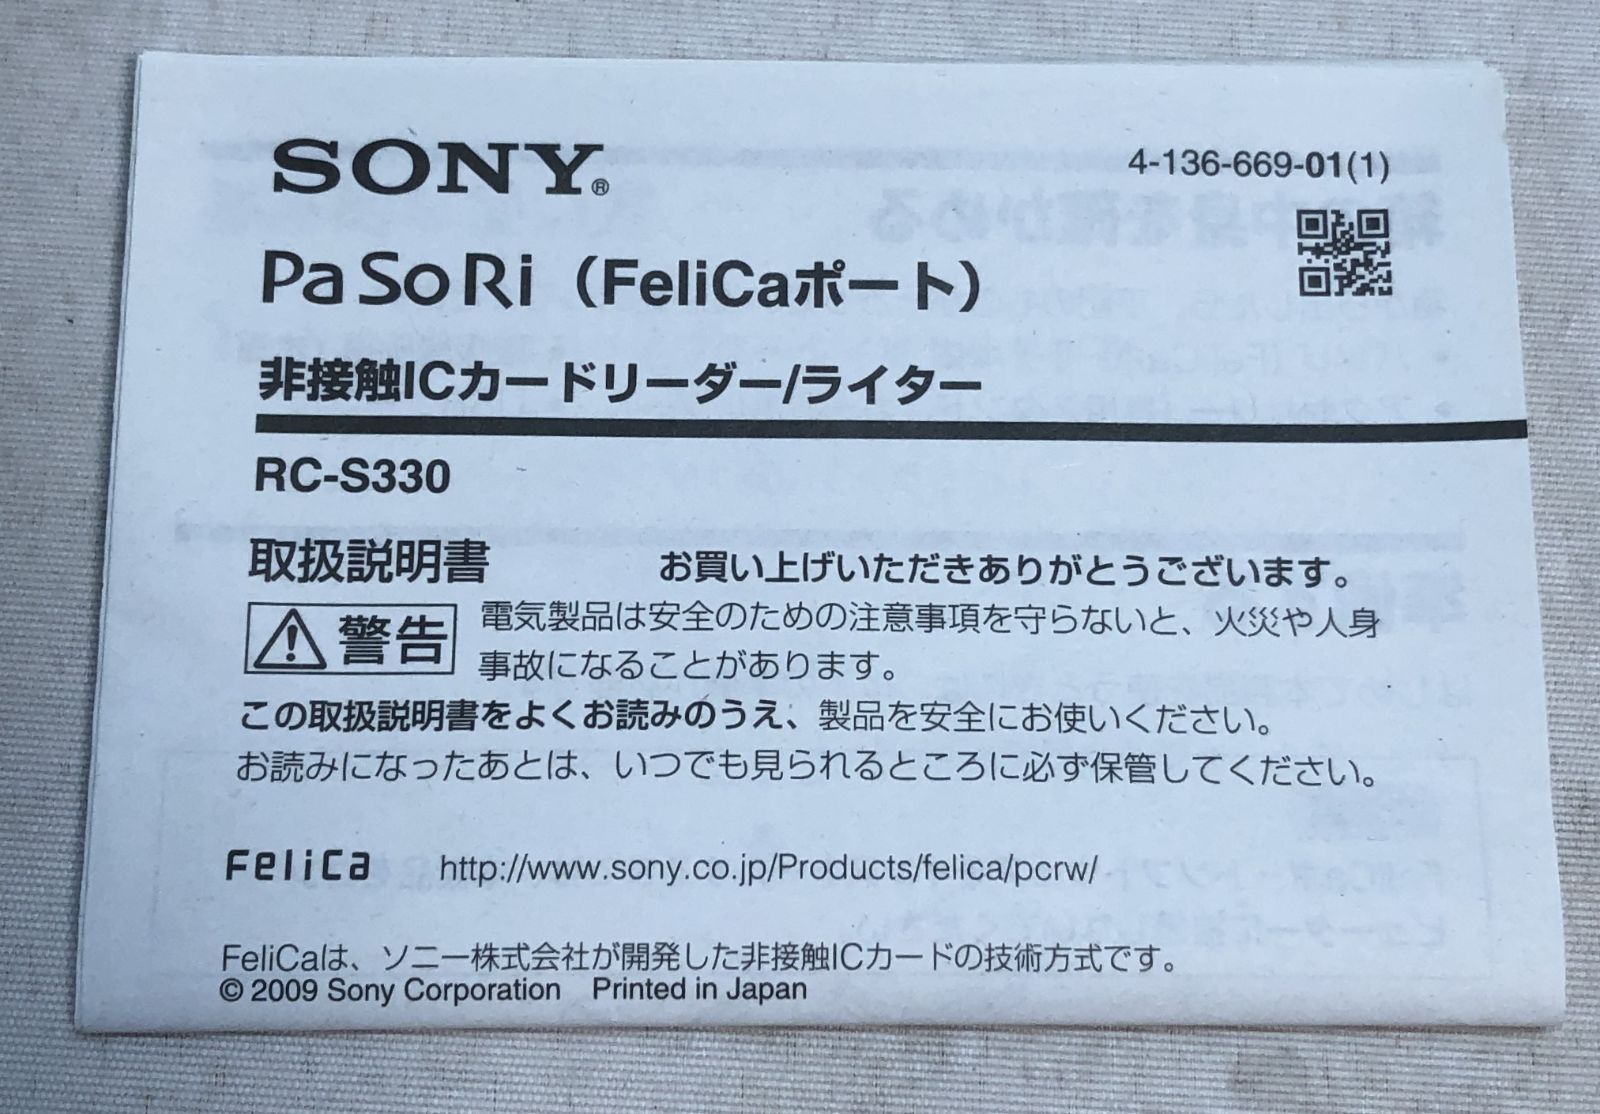 SONY®
4-136-669-01(1)
PaSoRi（FeliCaポート）
非接触ICカードリーダー/ライター
RC-S330
取扱説明書
お買い上げいただきありがとうございます。
警告
電気製品は安全のための注意事項を守らないと、火災や人身
事故になることがあります。
この取扱説明書をよくお読みのうえ、製品を安全にお使いください。
お読みになったあとは、いつでも見られるところに必ず保管してください。
FeliCa http://www.sony.co.jp/Products/felica/pcrw/
FeliCaは、ソニー株式会社が開発した非接触ICカードの技術方式です。
© 2009 Sony Corporation Printed in Japan